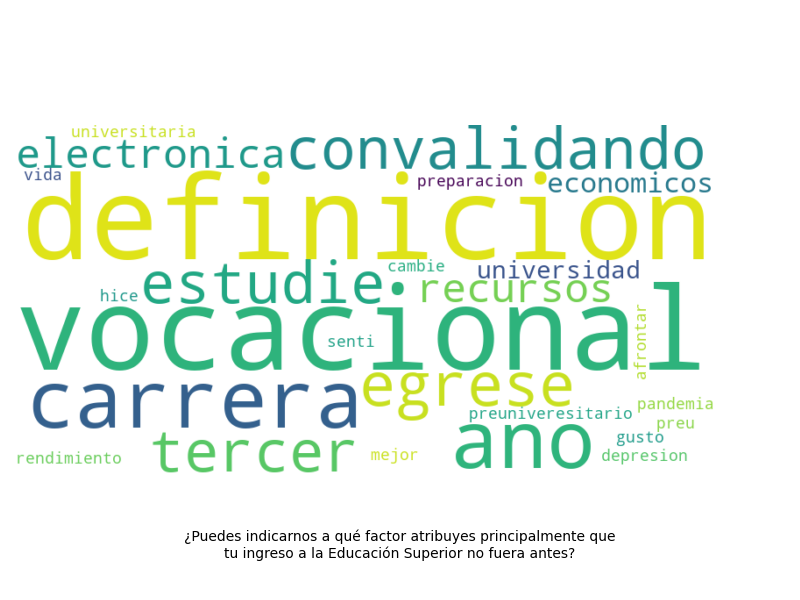 universitaria
electronica convalidando
vida preparacion economicos
definicion
cambie universidad
hice estudie recursos
vocacional
senti afrontar
carrera egrese
preuniveresitario pandemia
preu
tercer ano gusto
rendimiento mejor depresion
¿Puedes indicarnos a qué factor atribuyes principalmente que
tu ingreso a la Educación Superior no fuera antes?